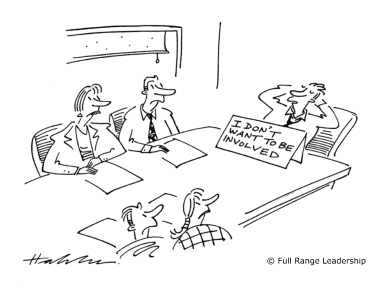 I DON'T
WANT TO BE
INVOLVED
© Full Range Leadership